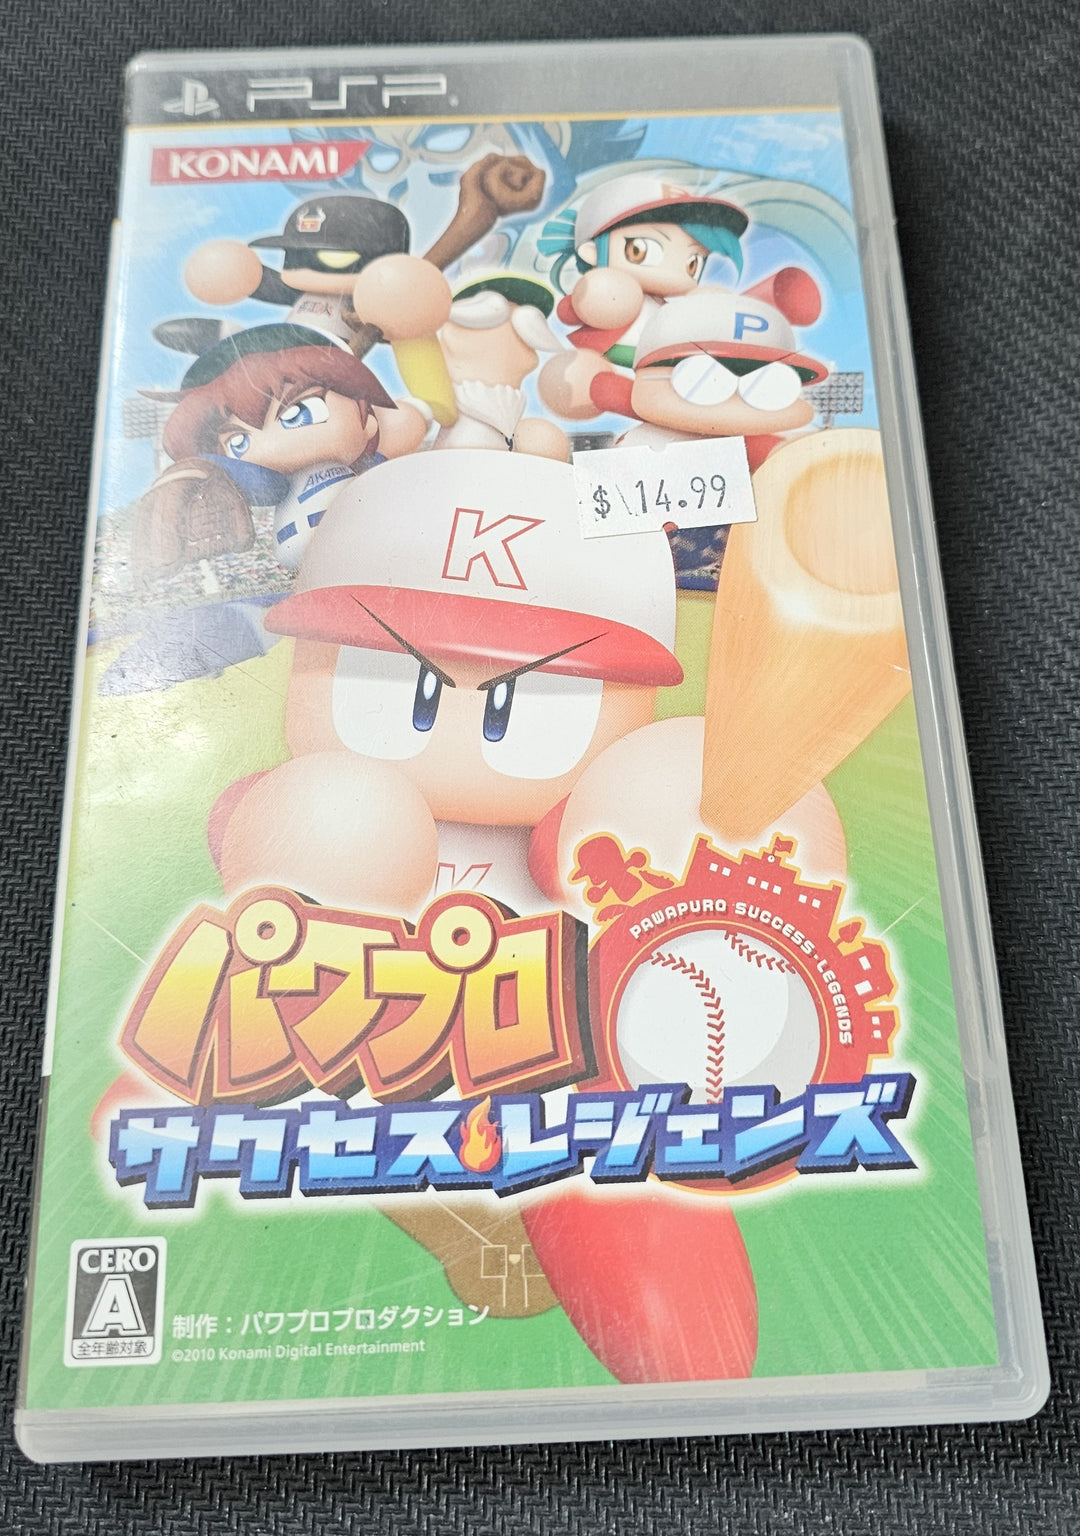 PSP
KONAMI
P
AKATSUKI
$ 14.99
K
K
PAWAPURO SUCCESS・LEGENDS
パワプロ
サクセス・レジェンズ
CERO
A
全年齢対象
制作:パワプロプロダクション
©2010 Konami Digital Entertainment